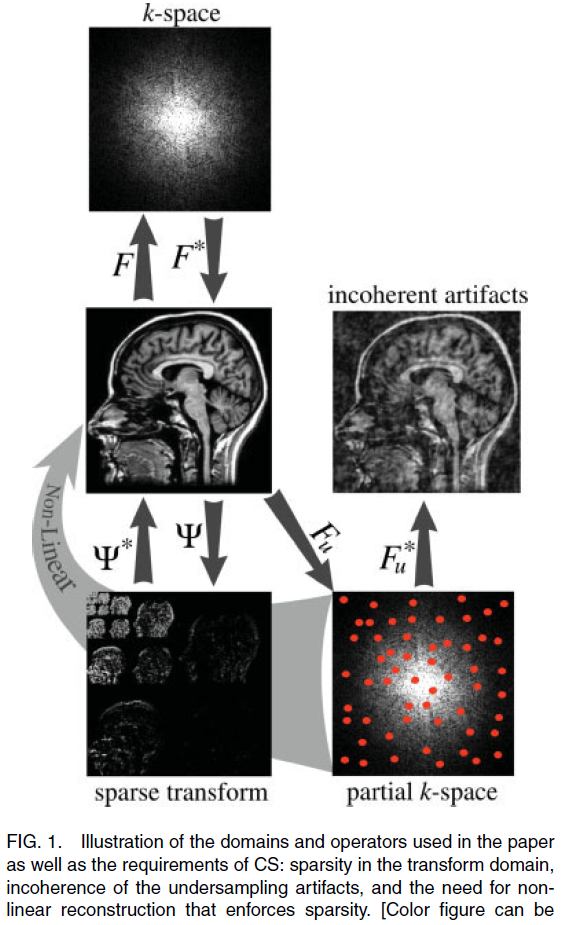 k-space
F F*
incoherent artifacts
Non-Linear
Ψ* Ψ Fu Fu*
sparse transform
partial k-space
FIG. 1. Illustration of the domains and operators used in the paper
as well as the requirements of CS: sparsity in the transform domain,
incoherence of the undersampling artifacts, and the need for non-
linear reconstruction that enforces sparsity. [Color figure can be